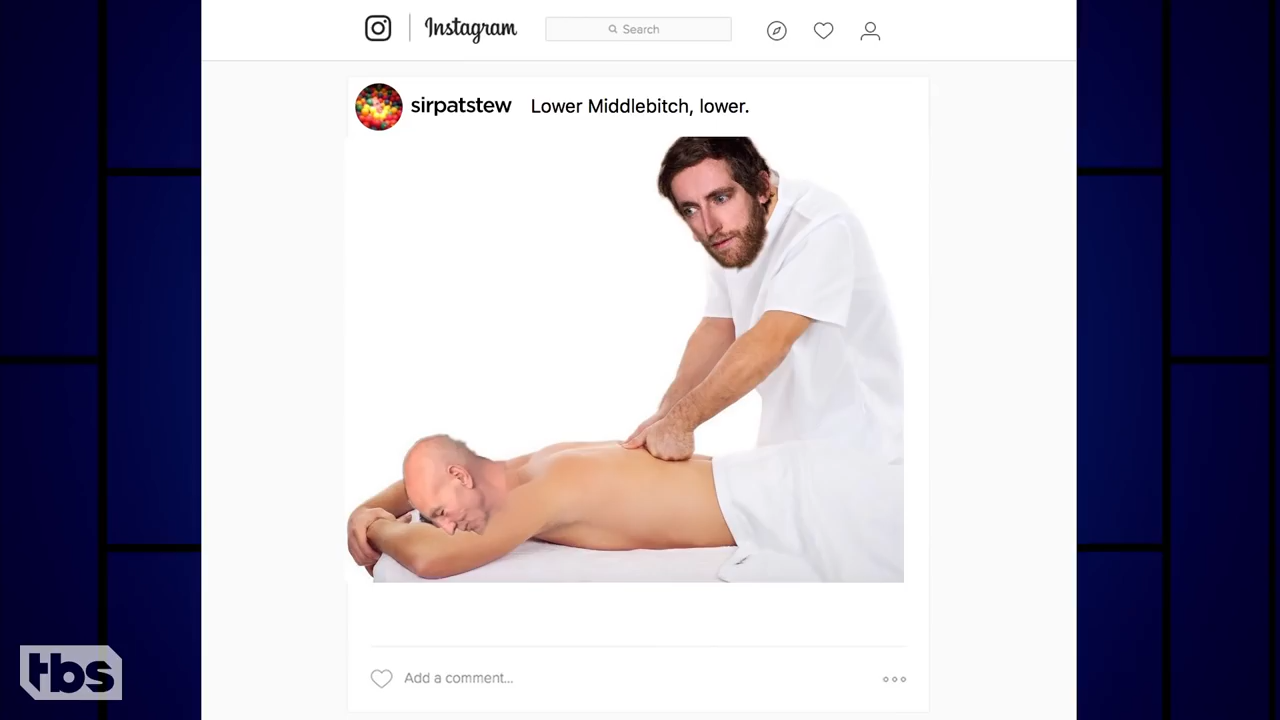 Instagram
Search
sirpatstew Lower Middlebitch, lower.
Add a comment...
tbs